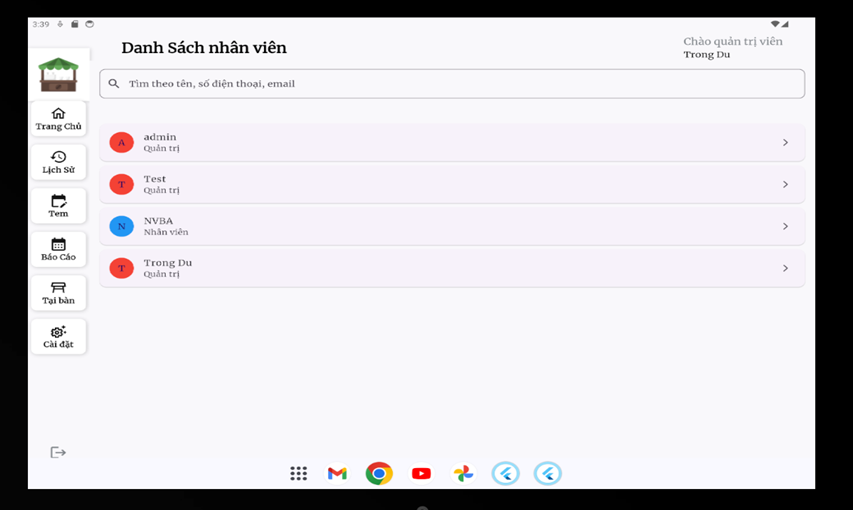 3:39
Danh Sách nhân viên
Chào quản trị viên
Trong Du
Tìm theo tên, số điện thoại, email
Trang Chủ
Lịch Sử
Tem
Báo Cáo
Tại bàn
Cài đặt
A
admin
Quản trị
T
Test
Quản trị
N
NVBA
Nhân viên
T
Trong Du
Quản trị